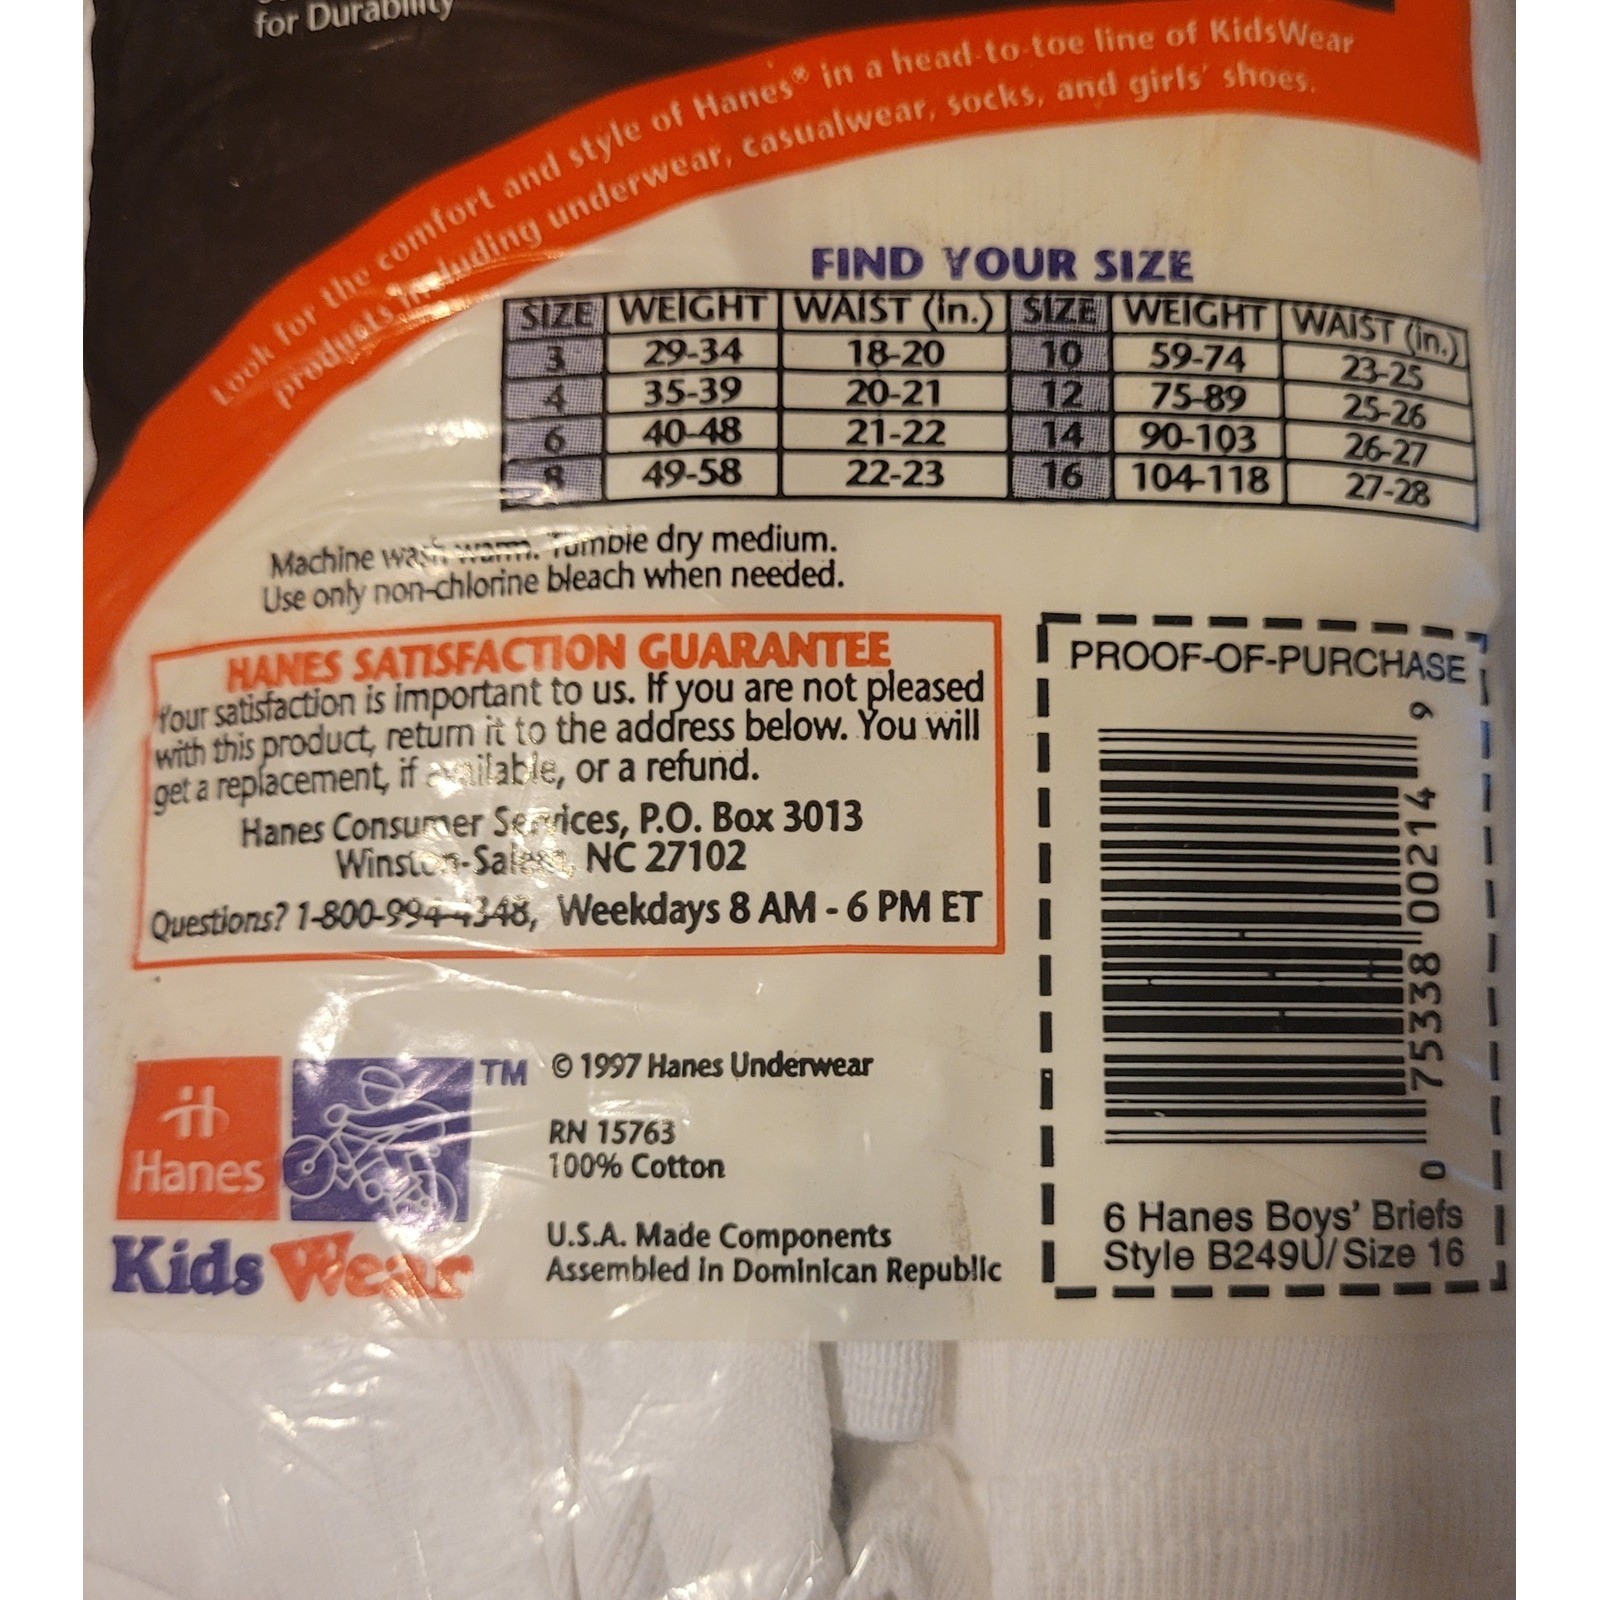 for Durability
Look for the comfort and style of Hanes® in a head-to-toe line of KidsWear
products including underwear, casualwear, socks, and girls' shoes.
FIND YOUR SIZE
SIZE WEIGHT WAIST (in.) SIZE WEIGHT WAIST (in.)
3 29-34 18-20 10 59-74 23-25
4 35-39 20-21 12 75-89 25-26
6 40-48 21-22 14 90-103 26-27
8 49-58 22-23 16 104-118 27-28
Machine wash warm. Tumble dry medium.
Use only non-chlorine bleach when needed.
HANES SATISFACTION GUARANTEE
Your satisfaction is important to us. If you are not pleased
with this product, return it to the address below. You will
get a replacement, if available, or a refund.
Hanes Consumer Services, P.O. Box 3013
Winston-Salem, NC 27102
Questions? 1-800-994-4348, Weekdays 8 AM - 6 PM ET
PROOF-OF-PURCHASE
0 75338 00214 9
6 Hanes Boys' Briefs
Style B249U/ Size 16
Hanes
TM
Kids Wear
© 1997 Hanes Underwear
RN 15763
100% Cotton
U.S.A. Made Components
Assembled in Dominican Republic